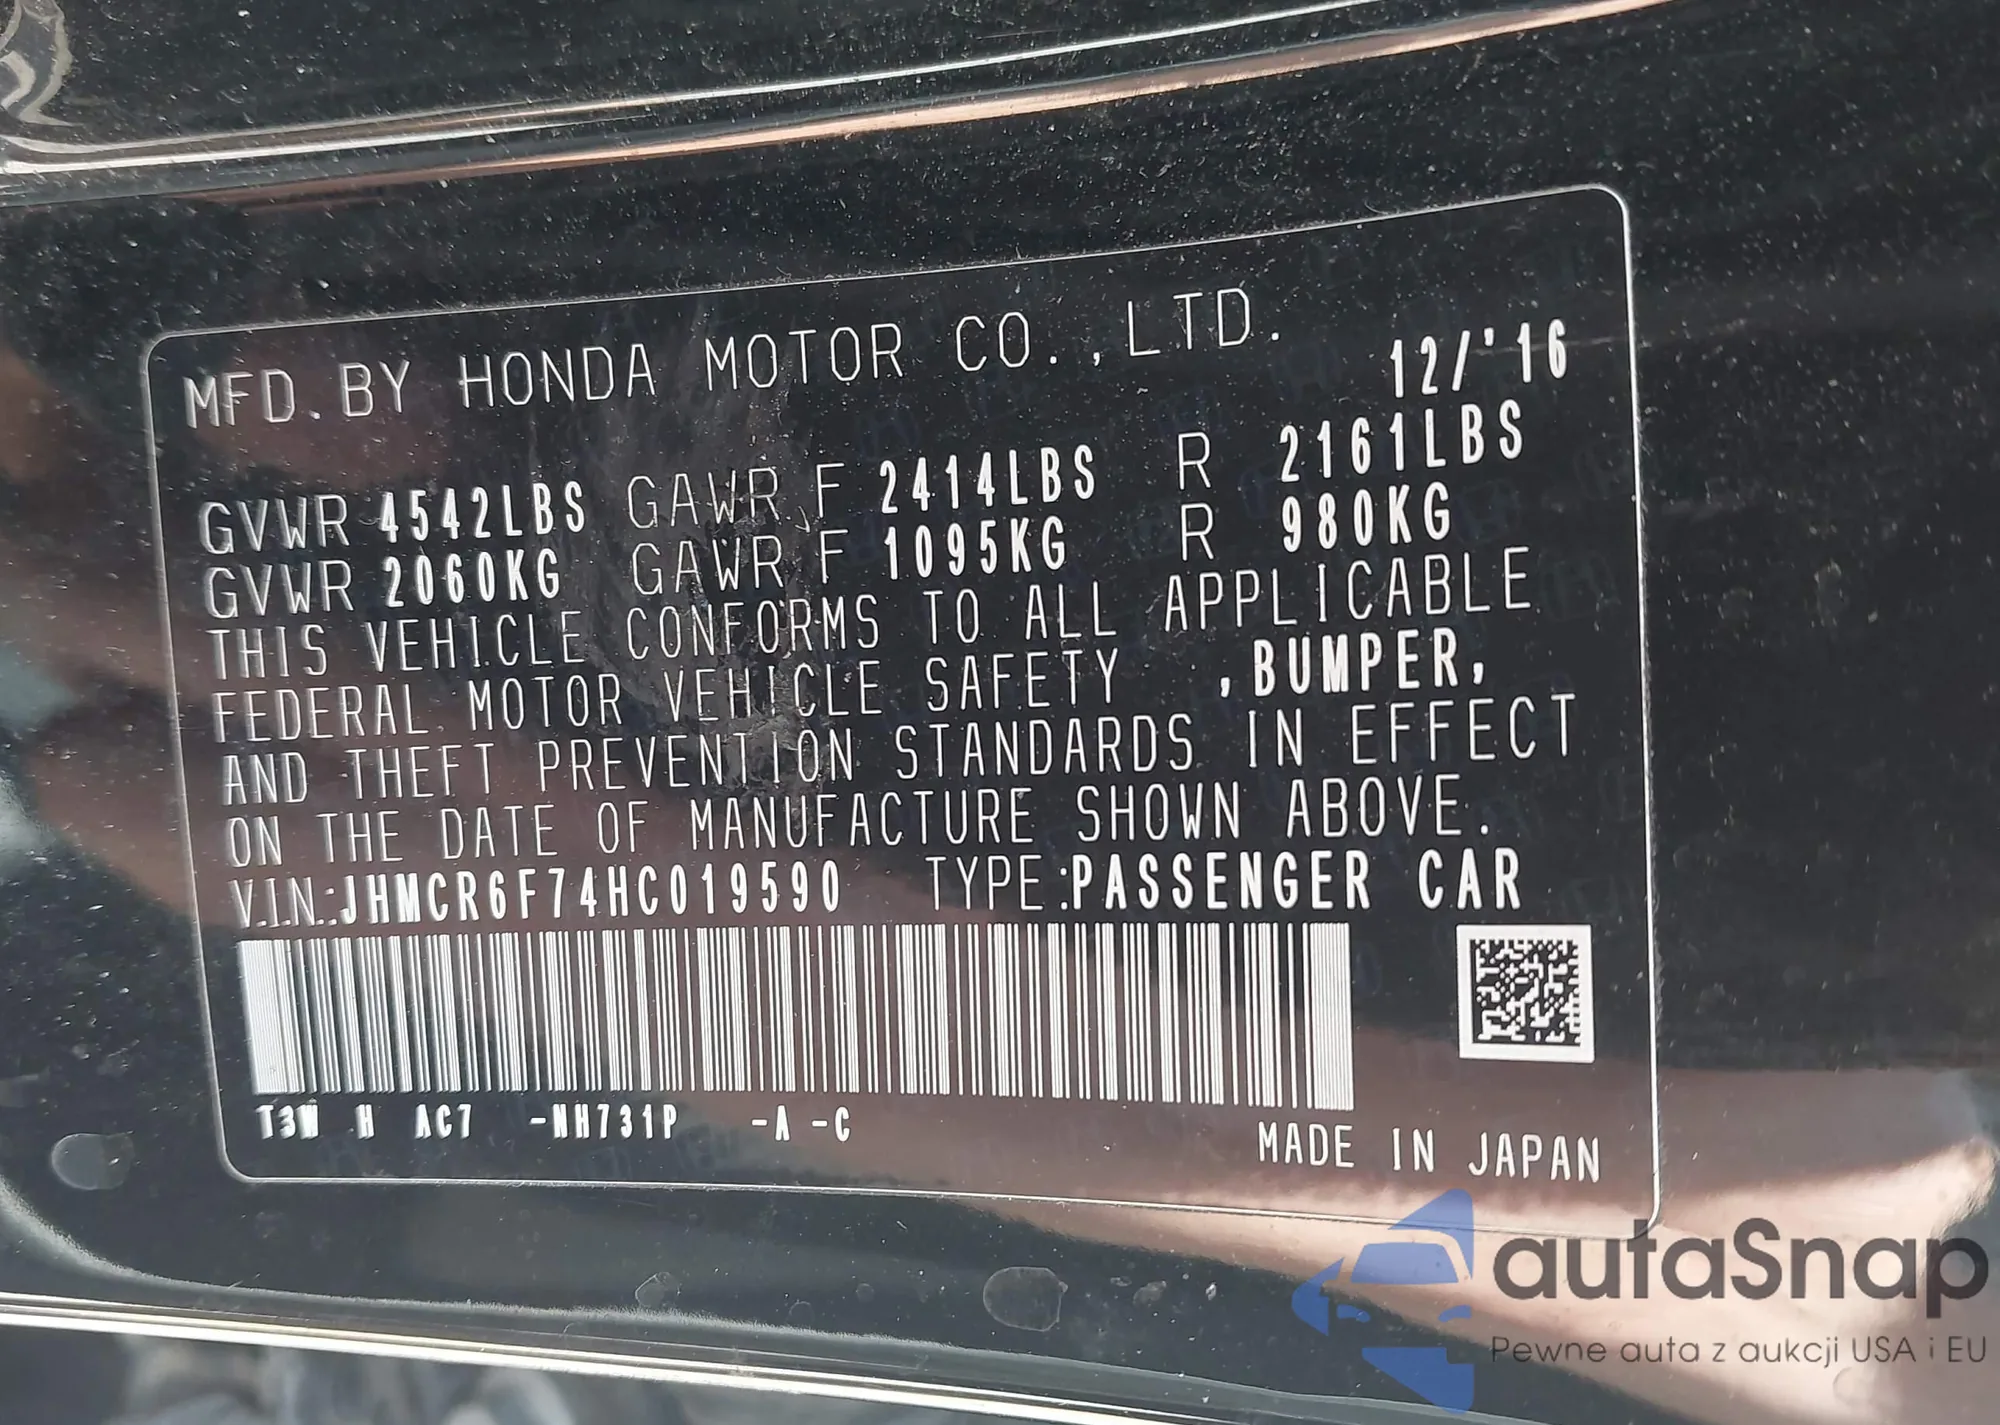 MFD. BY HONDA MOTOR CO., LTD. 12/'16
GVWR 4542LBS GAWR F 2414LBS R 2161LBS
GVWR 2060KG GAWR F 1095KG R 980KG
THIS VEHICLE CONFORMS TO ALL APPLICABLE
FEDERAL MOTOR VEHICLE SAFETY , BUMPER,
AND THEFT PREVENTION STANDARDS IN EFFECT
ON THE DATE OF MANUFACTURE SHOWN ABOVE.
V.I.N.:JHMCR6F74HC019590 TYPE:PASSENGER CAR
T3W H AC7 -NH731P -A -C
MADE IN JAPAN
autaSnap
Pewne auta z aukcji USA i EU